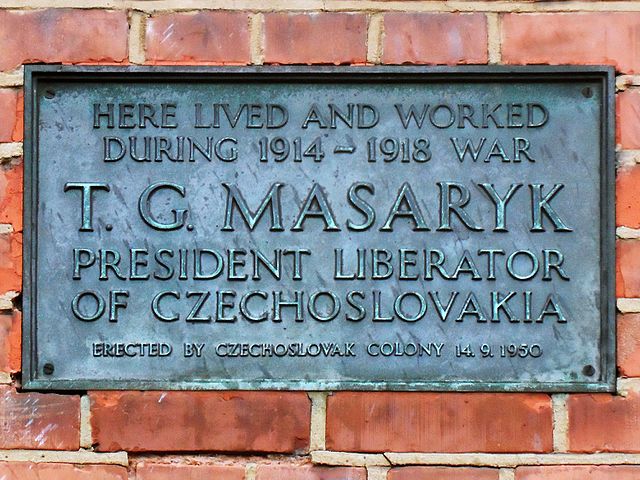 HERE LIVED AND WORKED
DURING 1914 – 1918 WAR
T. G. MASARYK
PRESIDENT LIBERATOR
OF CZECHOSLOVAKIA
ERECTED BY CZECHOSLOVAK COLONY 14. 9. 1950